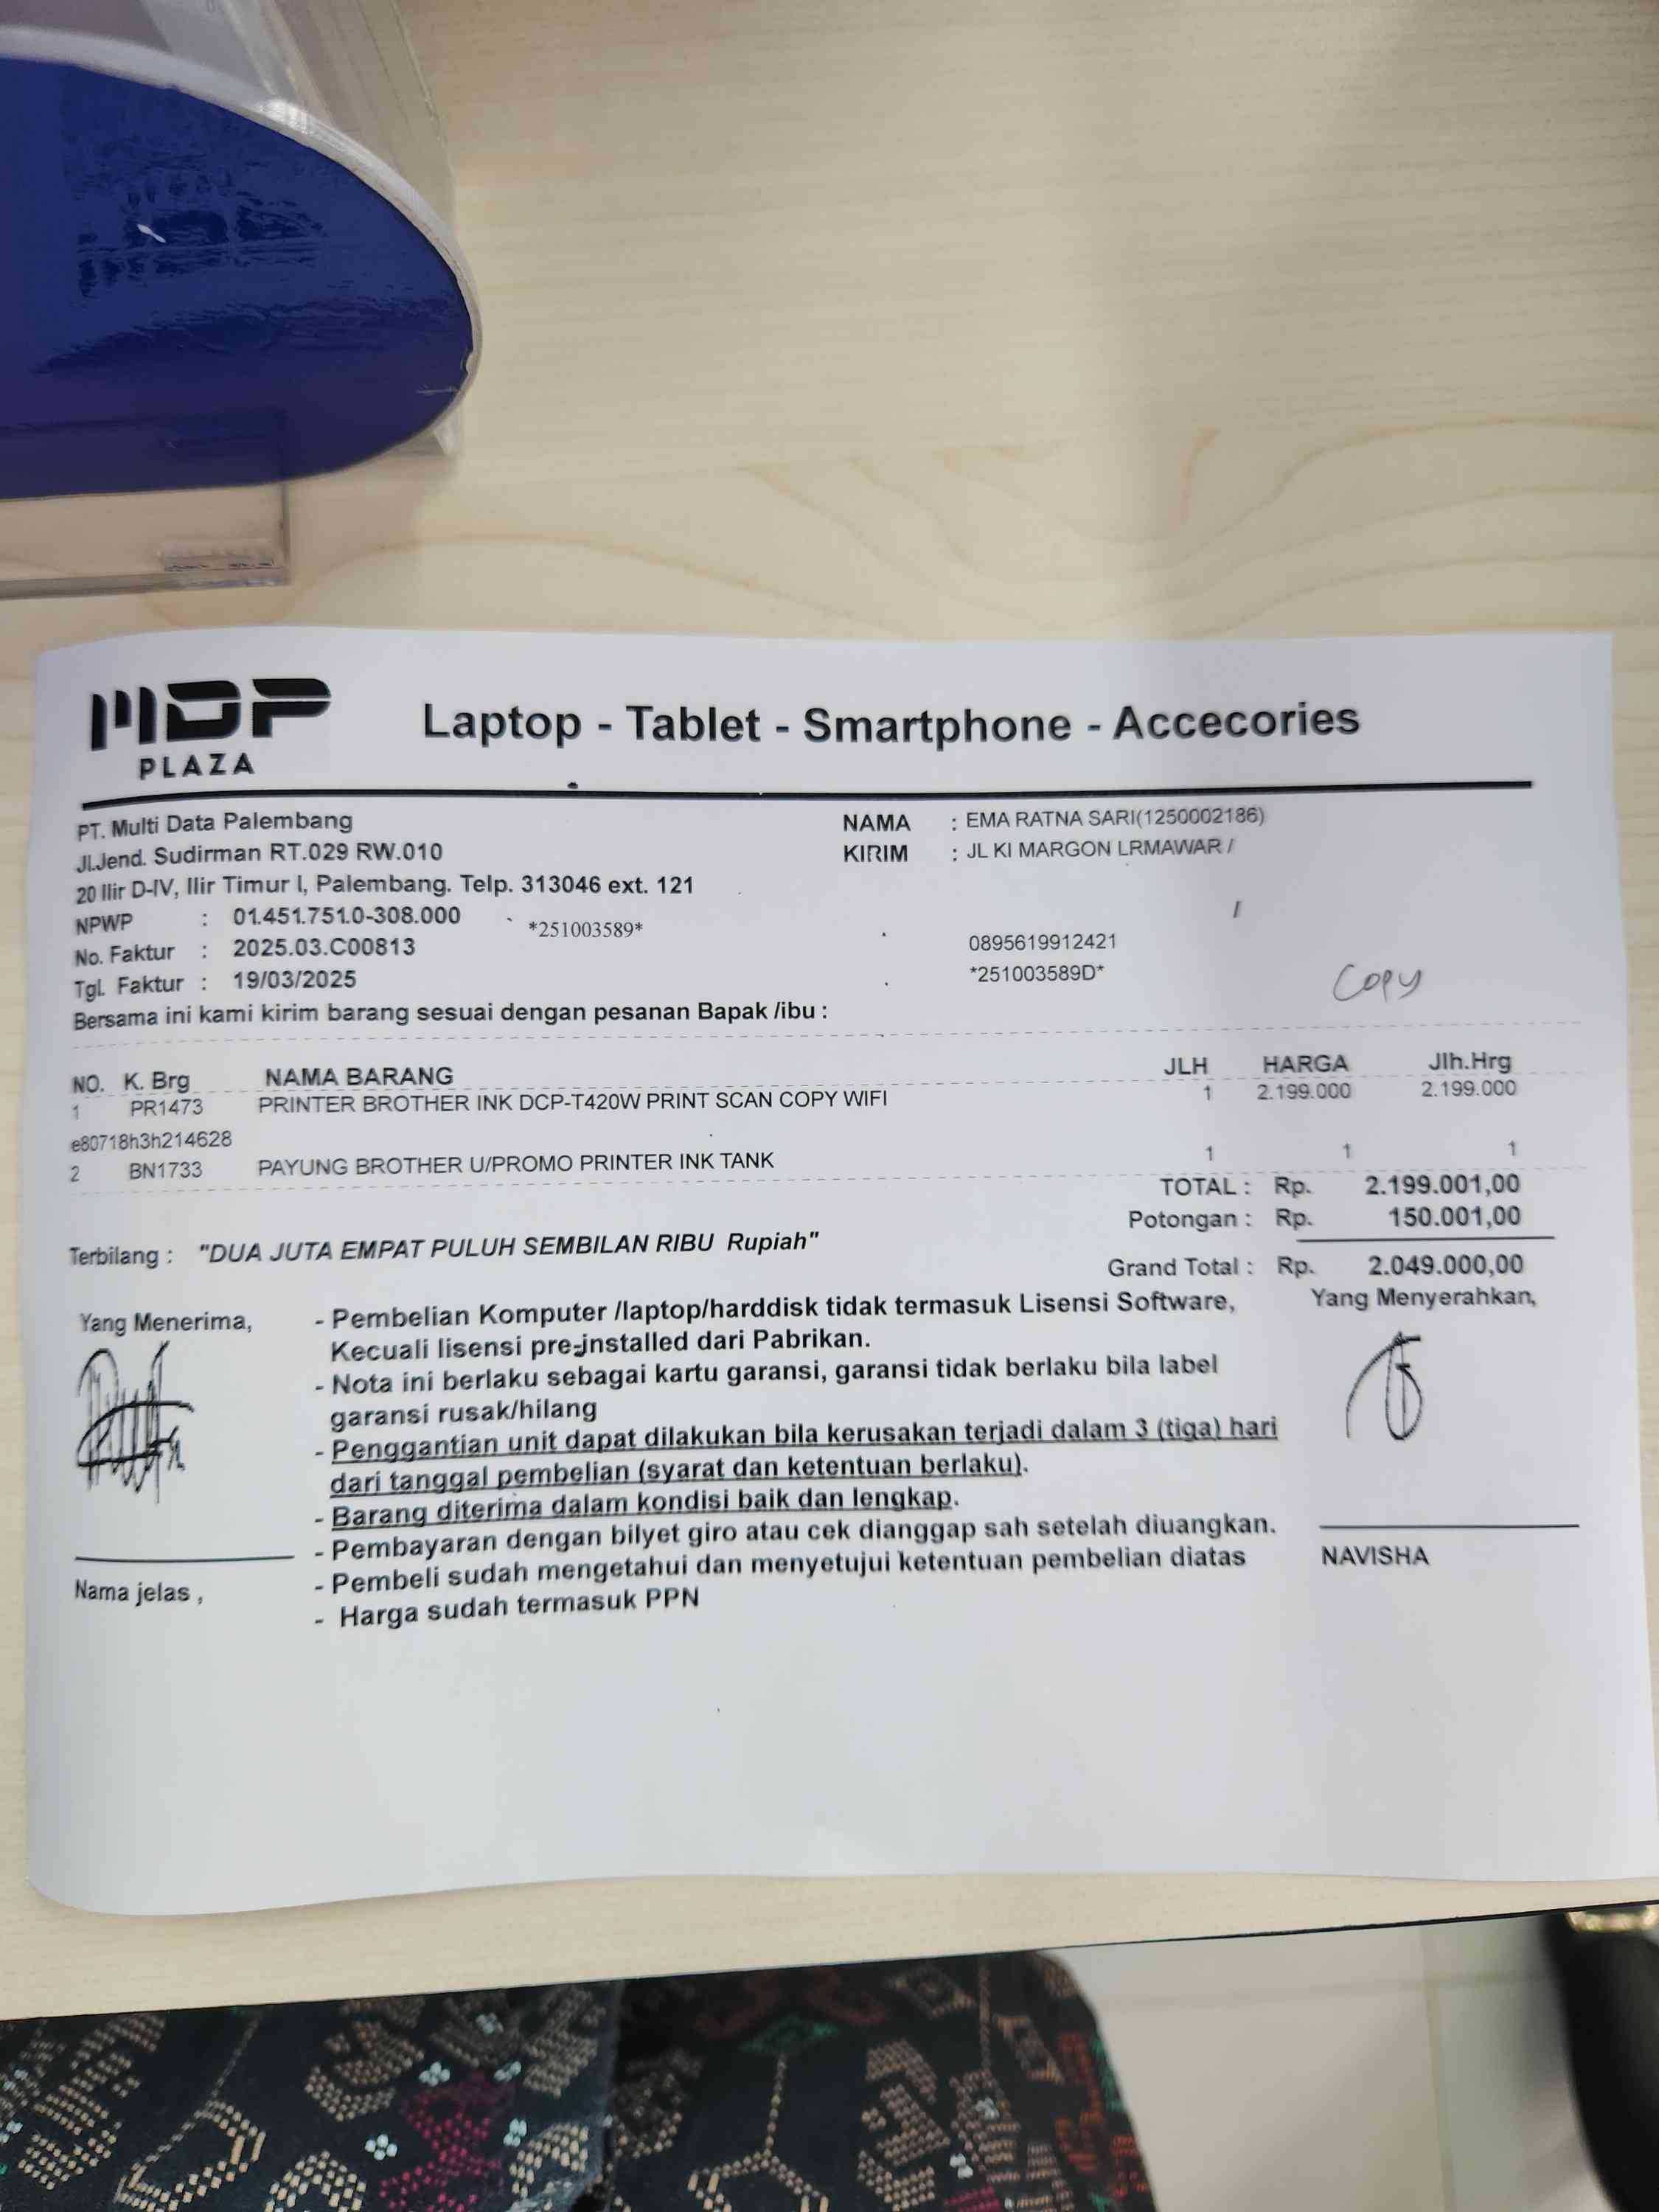 MDP
PLAZA
Laptop - Tablet - Smartphone - Accecories
PT. Multi Data Palembang
Jl.Jend. Sudirman RT.029 RW.010
20 Ilir D-IV, Ilir Timur I, Palembang. Telp. 313046 ext. 121
NPWP : 01.451.751.0-308.000 *251003589*
No. Faktur : 2025.03.C00813
Tgl. Faktur : 19/03/2025
NAMA : EMA RATNA SARI(1250002186)
KIRIM : JL KI MARGON LRMAWAR /
/
0895619912421
*251003589D*
Copy
Bersama ini kami kirim barang sesuai dengan pesanan Bapak /ibu :
NO. K. Brg NAMA BARANG JLH HARGA Jlh.Hrg
1 PR1473 PRINTER BROTHER INK DCP-T420W PRINT SCAN COPY WIFI 1 2.199.000 2.199.000
e80718h3h214628
2 BN1733 PAYUNG BROTHER U/PROMO PRINTER INK TANK 1 1 1
TOTAL : Rp. 2.199.001,00
Potongan : Rp. 150.001,00
Terbilang : "DUA JUTA EMPAT PULUH SEMBILAN RIBU Rupiah"
Grand Total : Rp. 2.049.000,00
Yang Menerima,
- Pembelian Komputer /laptop/harddisk tidak termasuk Lisensi Software,
Kecuali lisensi pre-installed dari Pabrikan.
- Nota ini berlaku sebagai kartu garansi, garansi tidak berlaku bila label
garansi rusak/hilang
- Penggantian unit dapat dilakukan bila kerusakan terjadi dalam 3 (tiga) hari
dari tanggal pembelian (syarat dan ketentuan berlaku).
- Barang diterima dalam kondisi baik dan lengkap.
- Pembayaran dengan bilyet giro atau cek dianggap sah setelah diuangkan.
- Pembeli sudah mengetahui dan menyetujui ketentuan pembelian diatas
- Harga sudah termasuk PPN
Nama jelas ,
Yang Menyerahkan,
NAVISHA